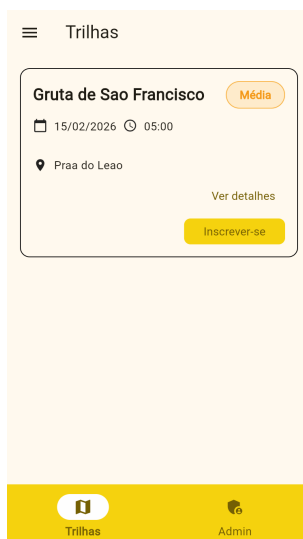 Trilhas
Gruta de Sao Francisco
Média
15/02/2026 05:00
Praa do Leao
Ver detalhes
Inscrever-se
Trilhas Admin